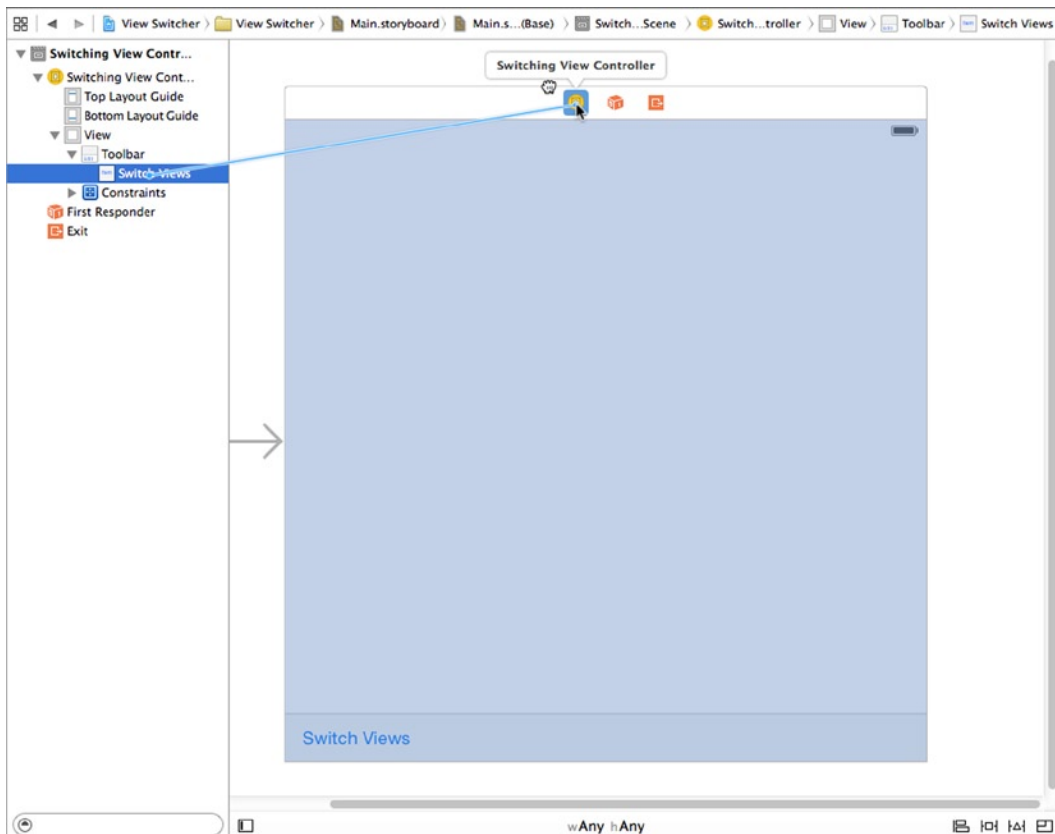 View Switcher View Switcher Main.storyboard Main.s...(Base) Switch...Scene Switch...troller View Toolbar Switch Views
Switching View Contr...
Switching View Cont...
Top Layout Guide
Bottom Layout Guide
View
Toolbar
Switch Views
Constraints
First Responder
Exit
Switching View Controller
Switch Views
wAny hAny